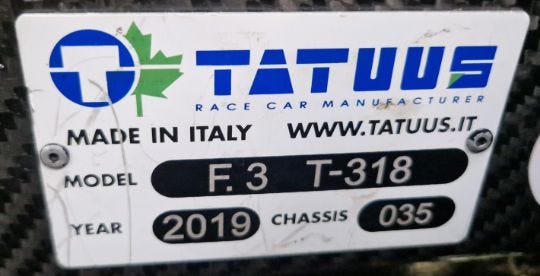 TATUUS
RACE CAR MANUFACTURER
MADE IN ITALY WWW.TATUUS.IT
MODEL F.3 T-318
YEAR 2019 CHASSIS 035